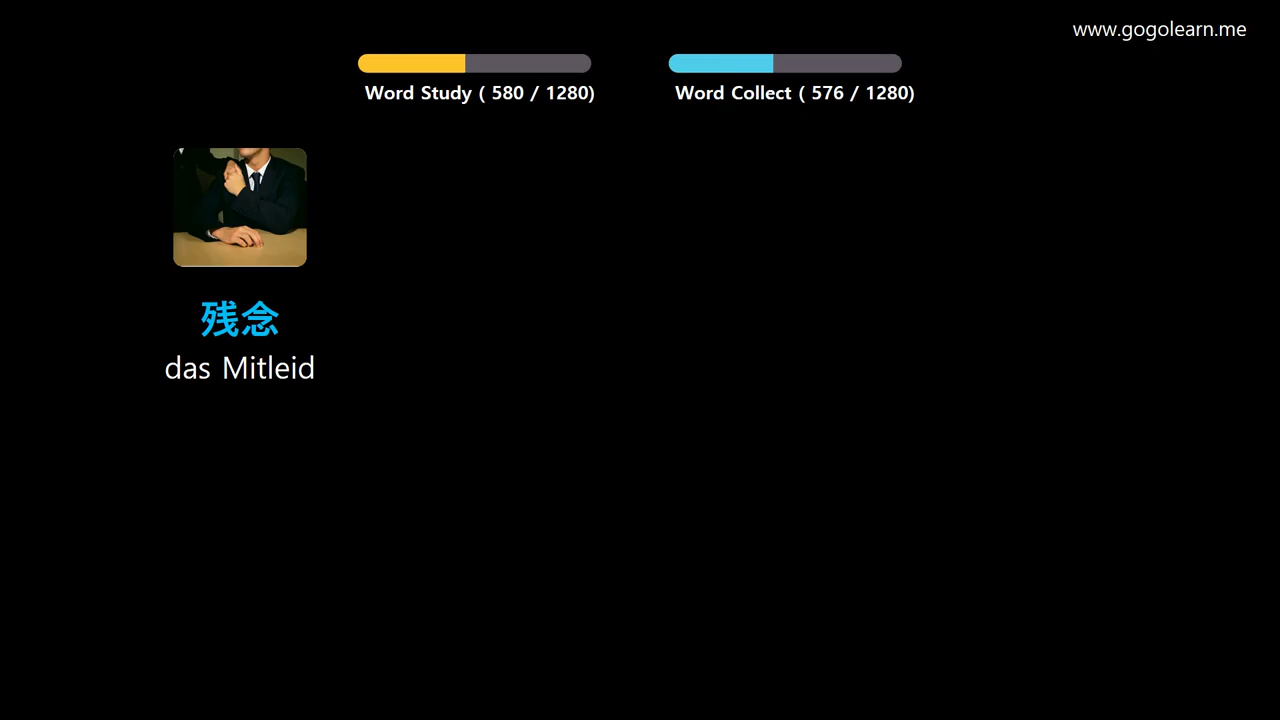 www.gogolearn.me
Word Study ( 580 / 1280)
Word Collect ( 576 / 1280)
残念
das Mitleid